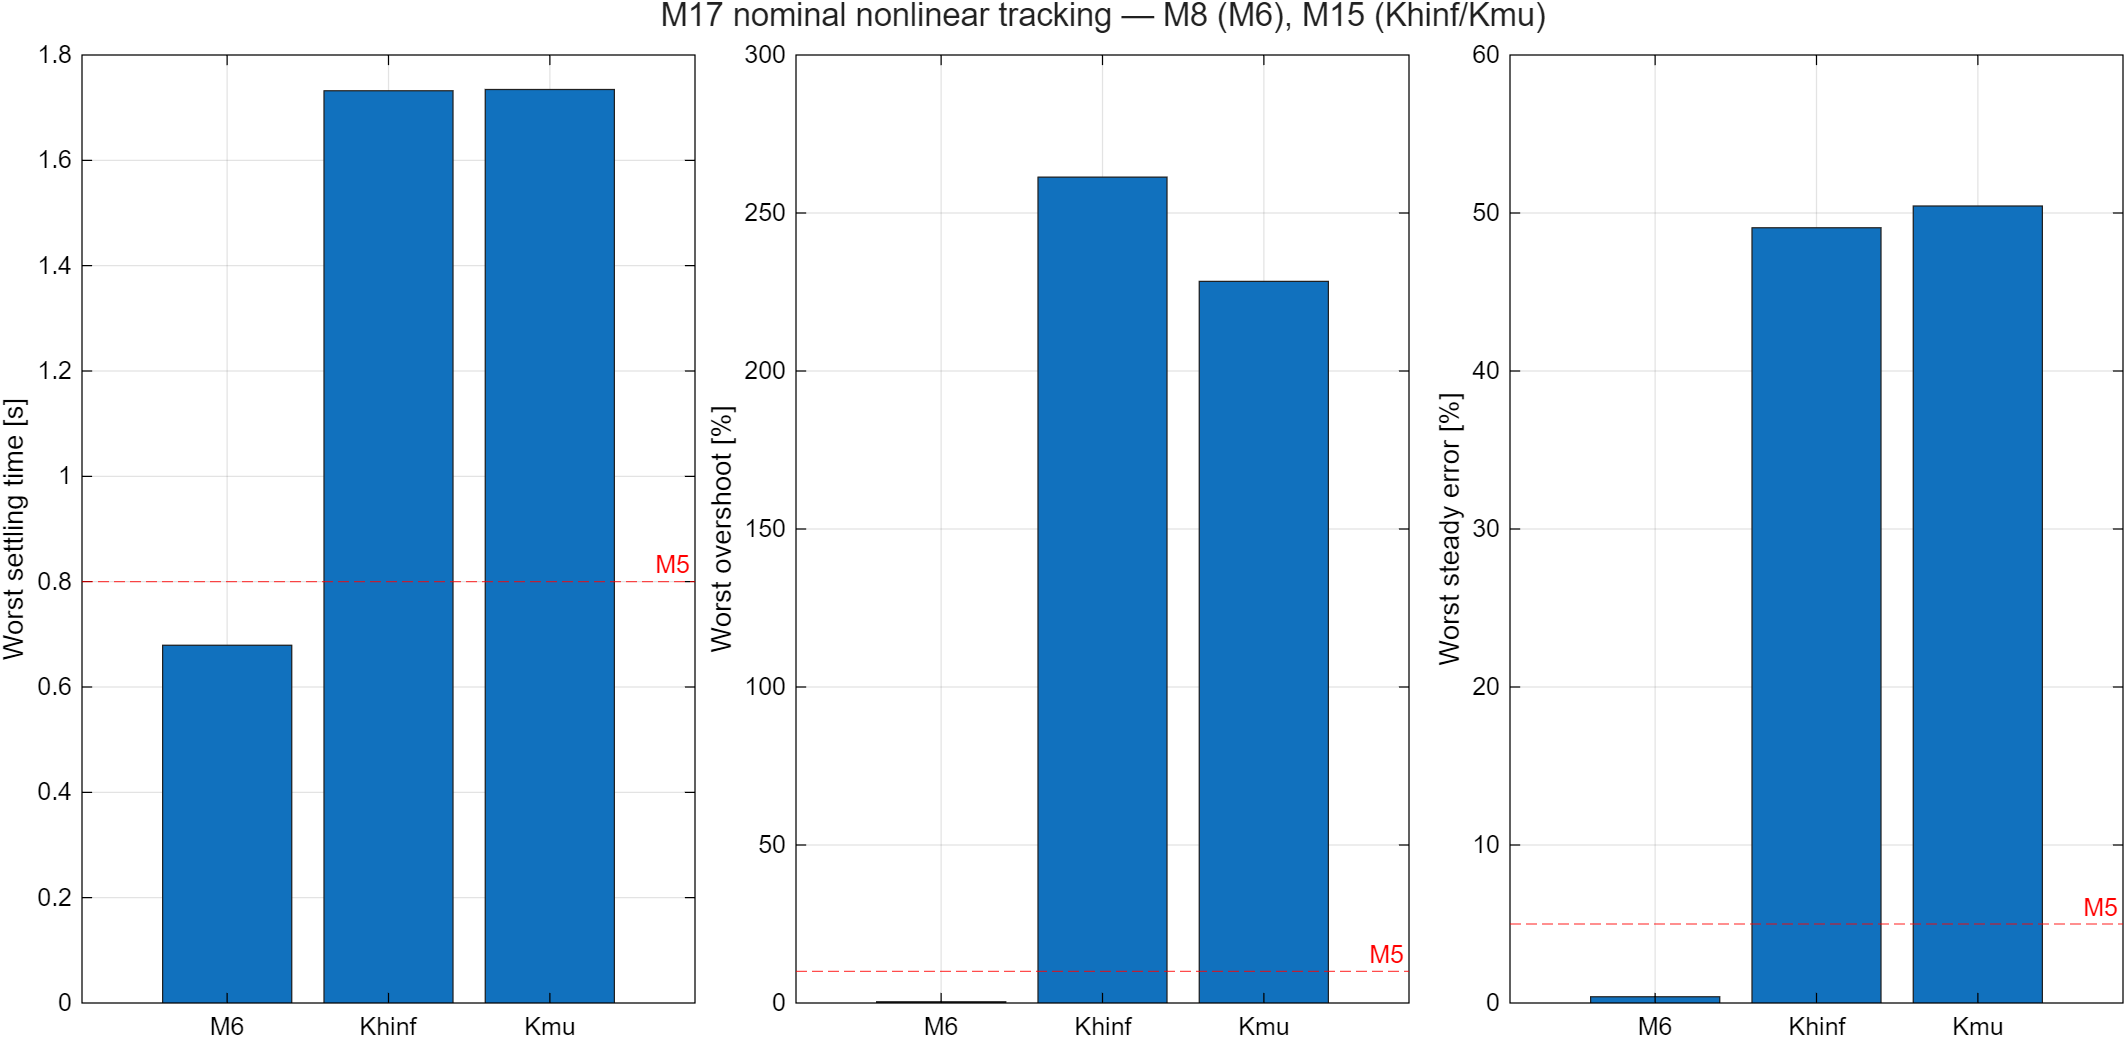 M17 nominal nonlinear tracking — M8 (M6), M15 (Khinf/Kmu)
Worst settling time [s]
1.8
1.6
1.4
1.2
1
0.8
0.6
0.4
0.2
0
M5
M6 Khinf Kmu
Worst overshoot [%]
300
250
200
150
100
50
0
M5
M6 Khinf Kmu
Worst steady error [%]
60
50
40
30
20
10
0
M5
M6 Khinf Kmu